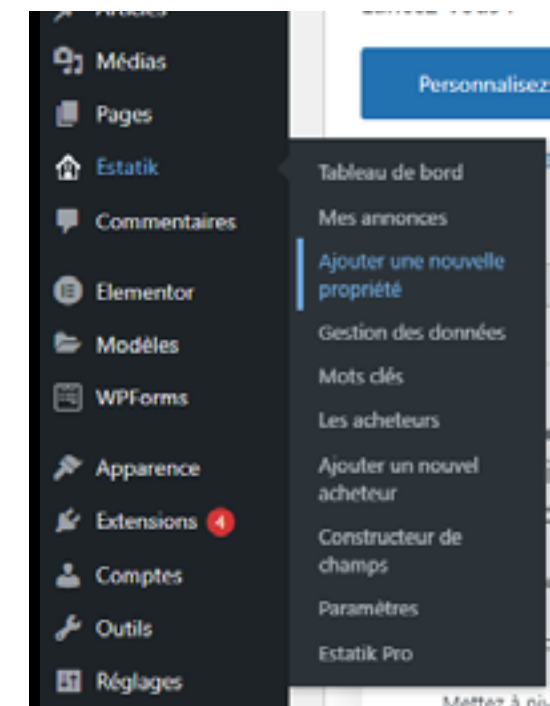 Articles
Médias
Pages
Estatik
Commentaires
Elementor
Modèles
WPForms
Apparence
Extensions 4
Comptes
Outils
Réglages
Personnalisez
Tableau de bord
Mes annonces
Ajouter une nouvelle
propriété
Gestion des données
Mots clés
Les acheteurs
Ajouter un nouvel
acheteur
Constructeur de
champs
Paramètres
Estatik Pro
Mettez à